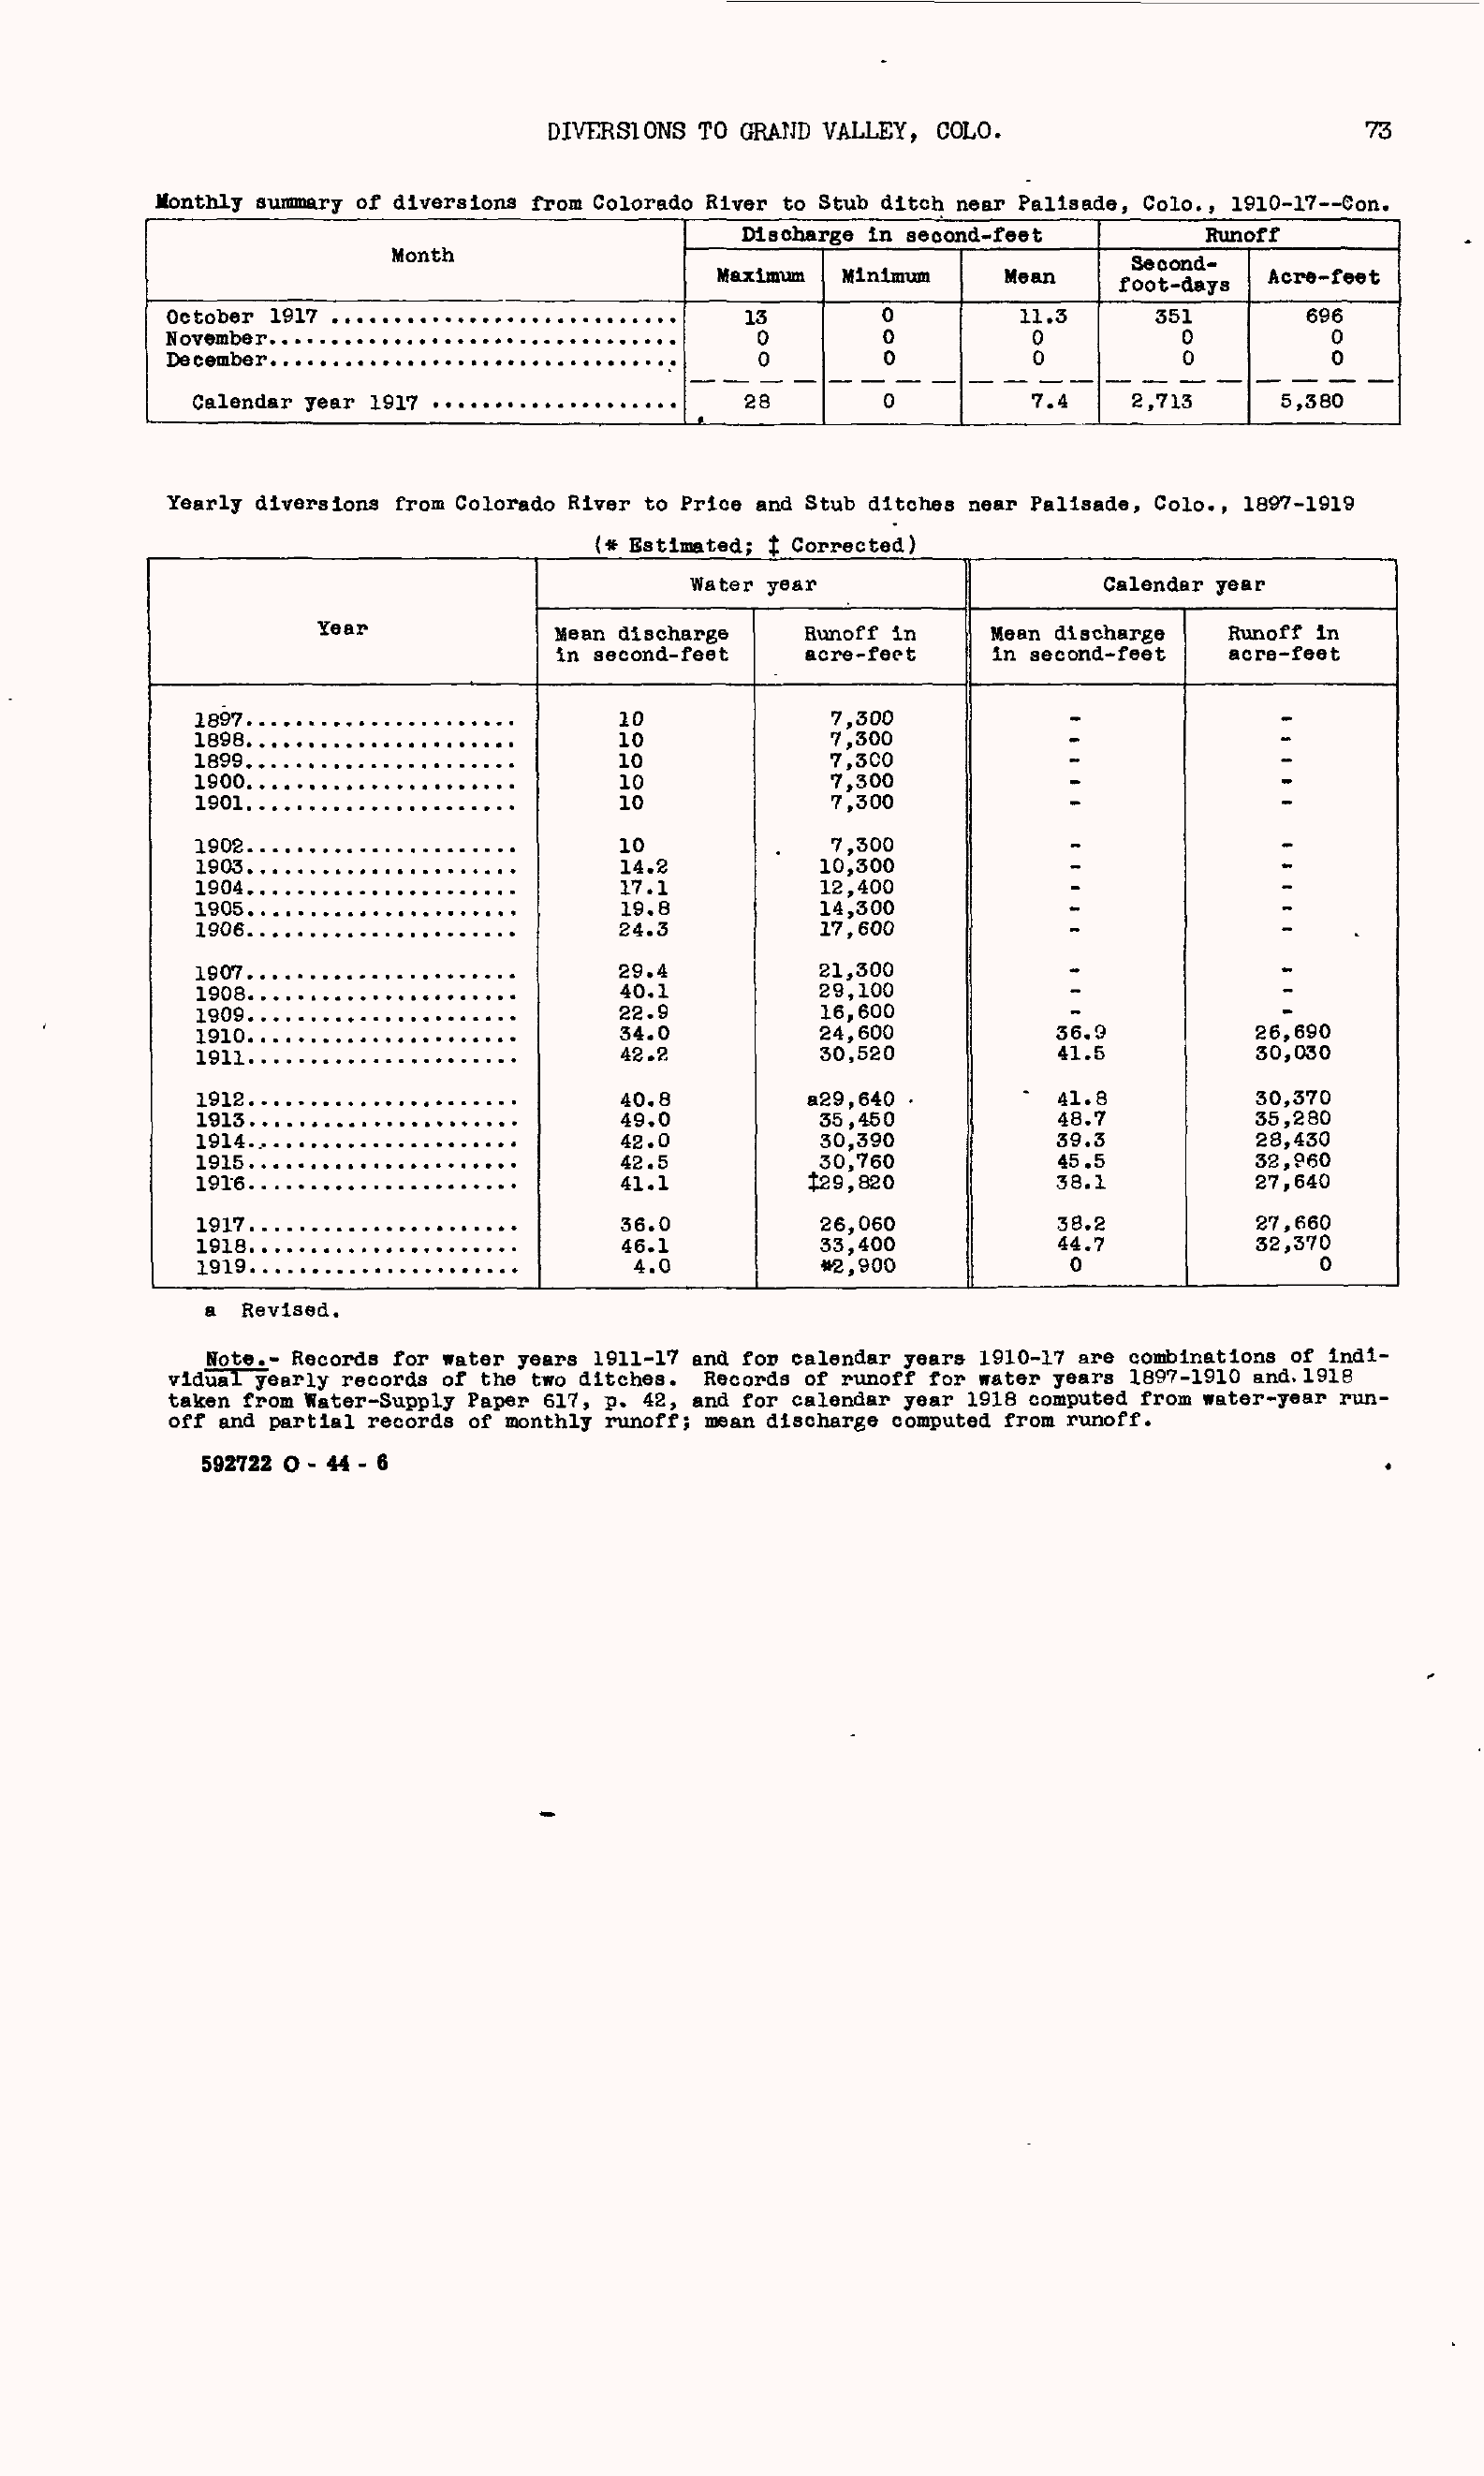 DIVERSIONS TO GRAND VALLEY, COLO. 73
Monthly summary of diversions from Colorado River to Stub ditch near Palisade, Colo., 1910-17--Con.
Month Discharge in second-feet Runoff
Maximum Minimum Mean Second-foot-days Acre-feet
October 1917 ............................ 13 0 11.3 351 696
November................................. 0 0 0 0 0
December................................. 0 0 0 0 0
Calendar year 1917 .................... 28 0 7.4 2,713 5,380
Yearly diversions from Colorado River to Price and Stub ditches near Palisade, Colo., 1897-1919
(* Estimated; ‡ Corrected)
Year Water year Calendar year
Mean discharge in second-feet Runoff in acre-feet Mean discharge in second-feet Runoff in acre-feet
1897...................... 10 7,300 - -
1898...................... 10 7,300 - -
1899...................... 10 7,300 - -
1900...................... 10 7,300 - -
1901...................... 10 7,300 - -
1902...................... 10 7,300 - -
1903...................... 14.2 10,300 - -
1904...................... 17.1 12,400 - -
1905...................... 19.8 14,300 - -
1906...................... 24.3 17,600 - -
1907...................... 29.4 21,300 - -
1908...................... 40.1 29,100 - -
1909...................... 22.9 16,600 - -
1910...................... 34.0 24,600 36.9 26,690
1911...................... 42.2 30,520 41.5 30,030
1912...................... 40.8 a29,640 41.8 30,370
1913...................... 49.0 35,450 48.7 35,280
1914...................... 42.0 30,390 39.3 28,430
1915...................... 42.5 30,760 45.5 32,960
1916...................... 41.1 ‡29,820 38.1 27,640
1917...................... 36.0 26,060 38.2 27,660
1918...................... 46.1 33,400 44.7 32,370
1919...................... 4.0 *2,900 0 0
a Revised.
Note.- Records for water years 1911-17 and for calendar years 1910-17 are combinations of indi-
vidual yearly records of the two ditches. Records of runoff for water years 1897-1910 and 1918
taken from Water-Supply Paper 617, p. 42, and for calendar year 1918 computed from water-year run-
off and partial records of monthly runoff; mean discharge computed from runoff.
592722 O - 44 - 6